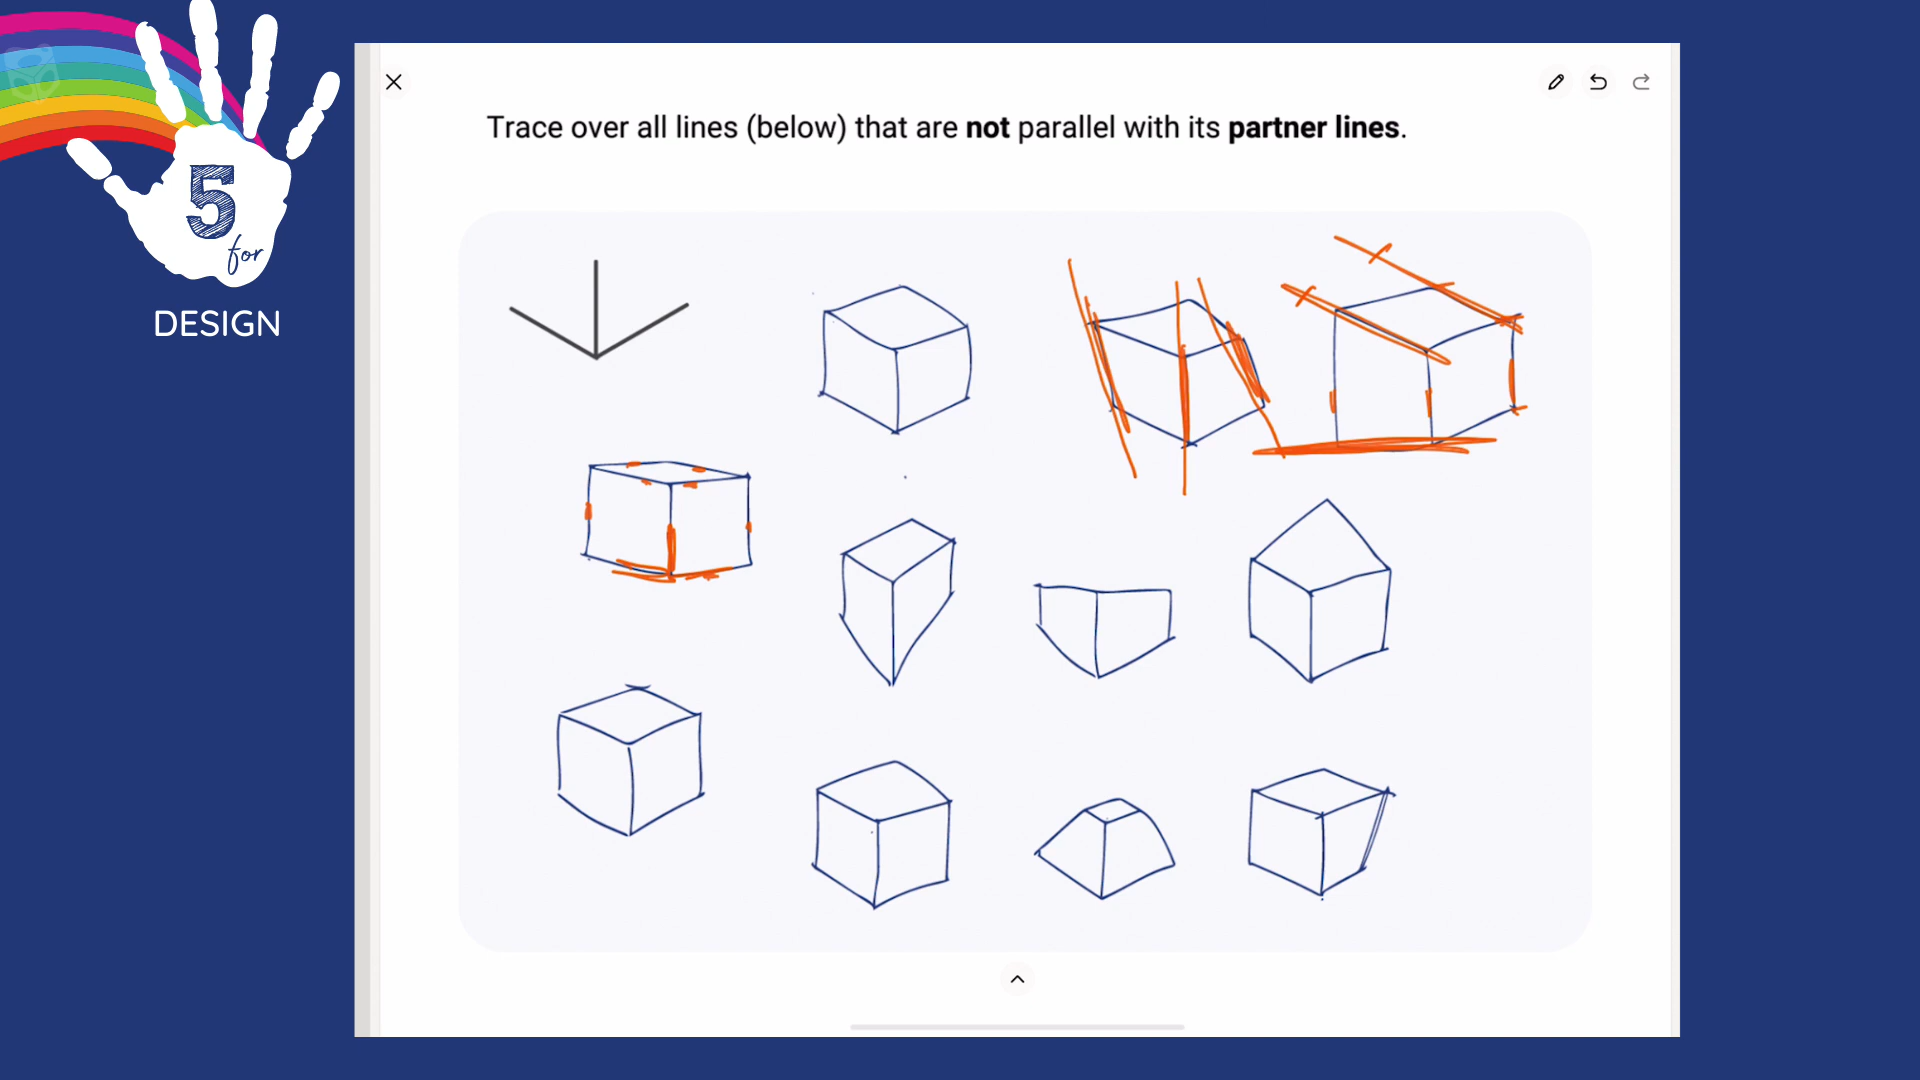 5
for
DESIGN
Trace over all lines (below) that are not parallel with its partner lines.